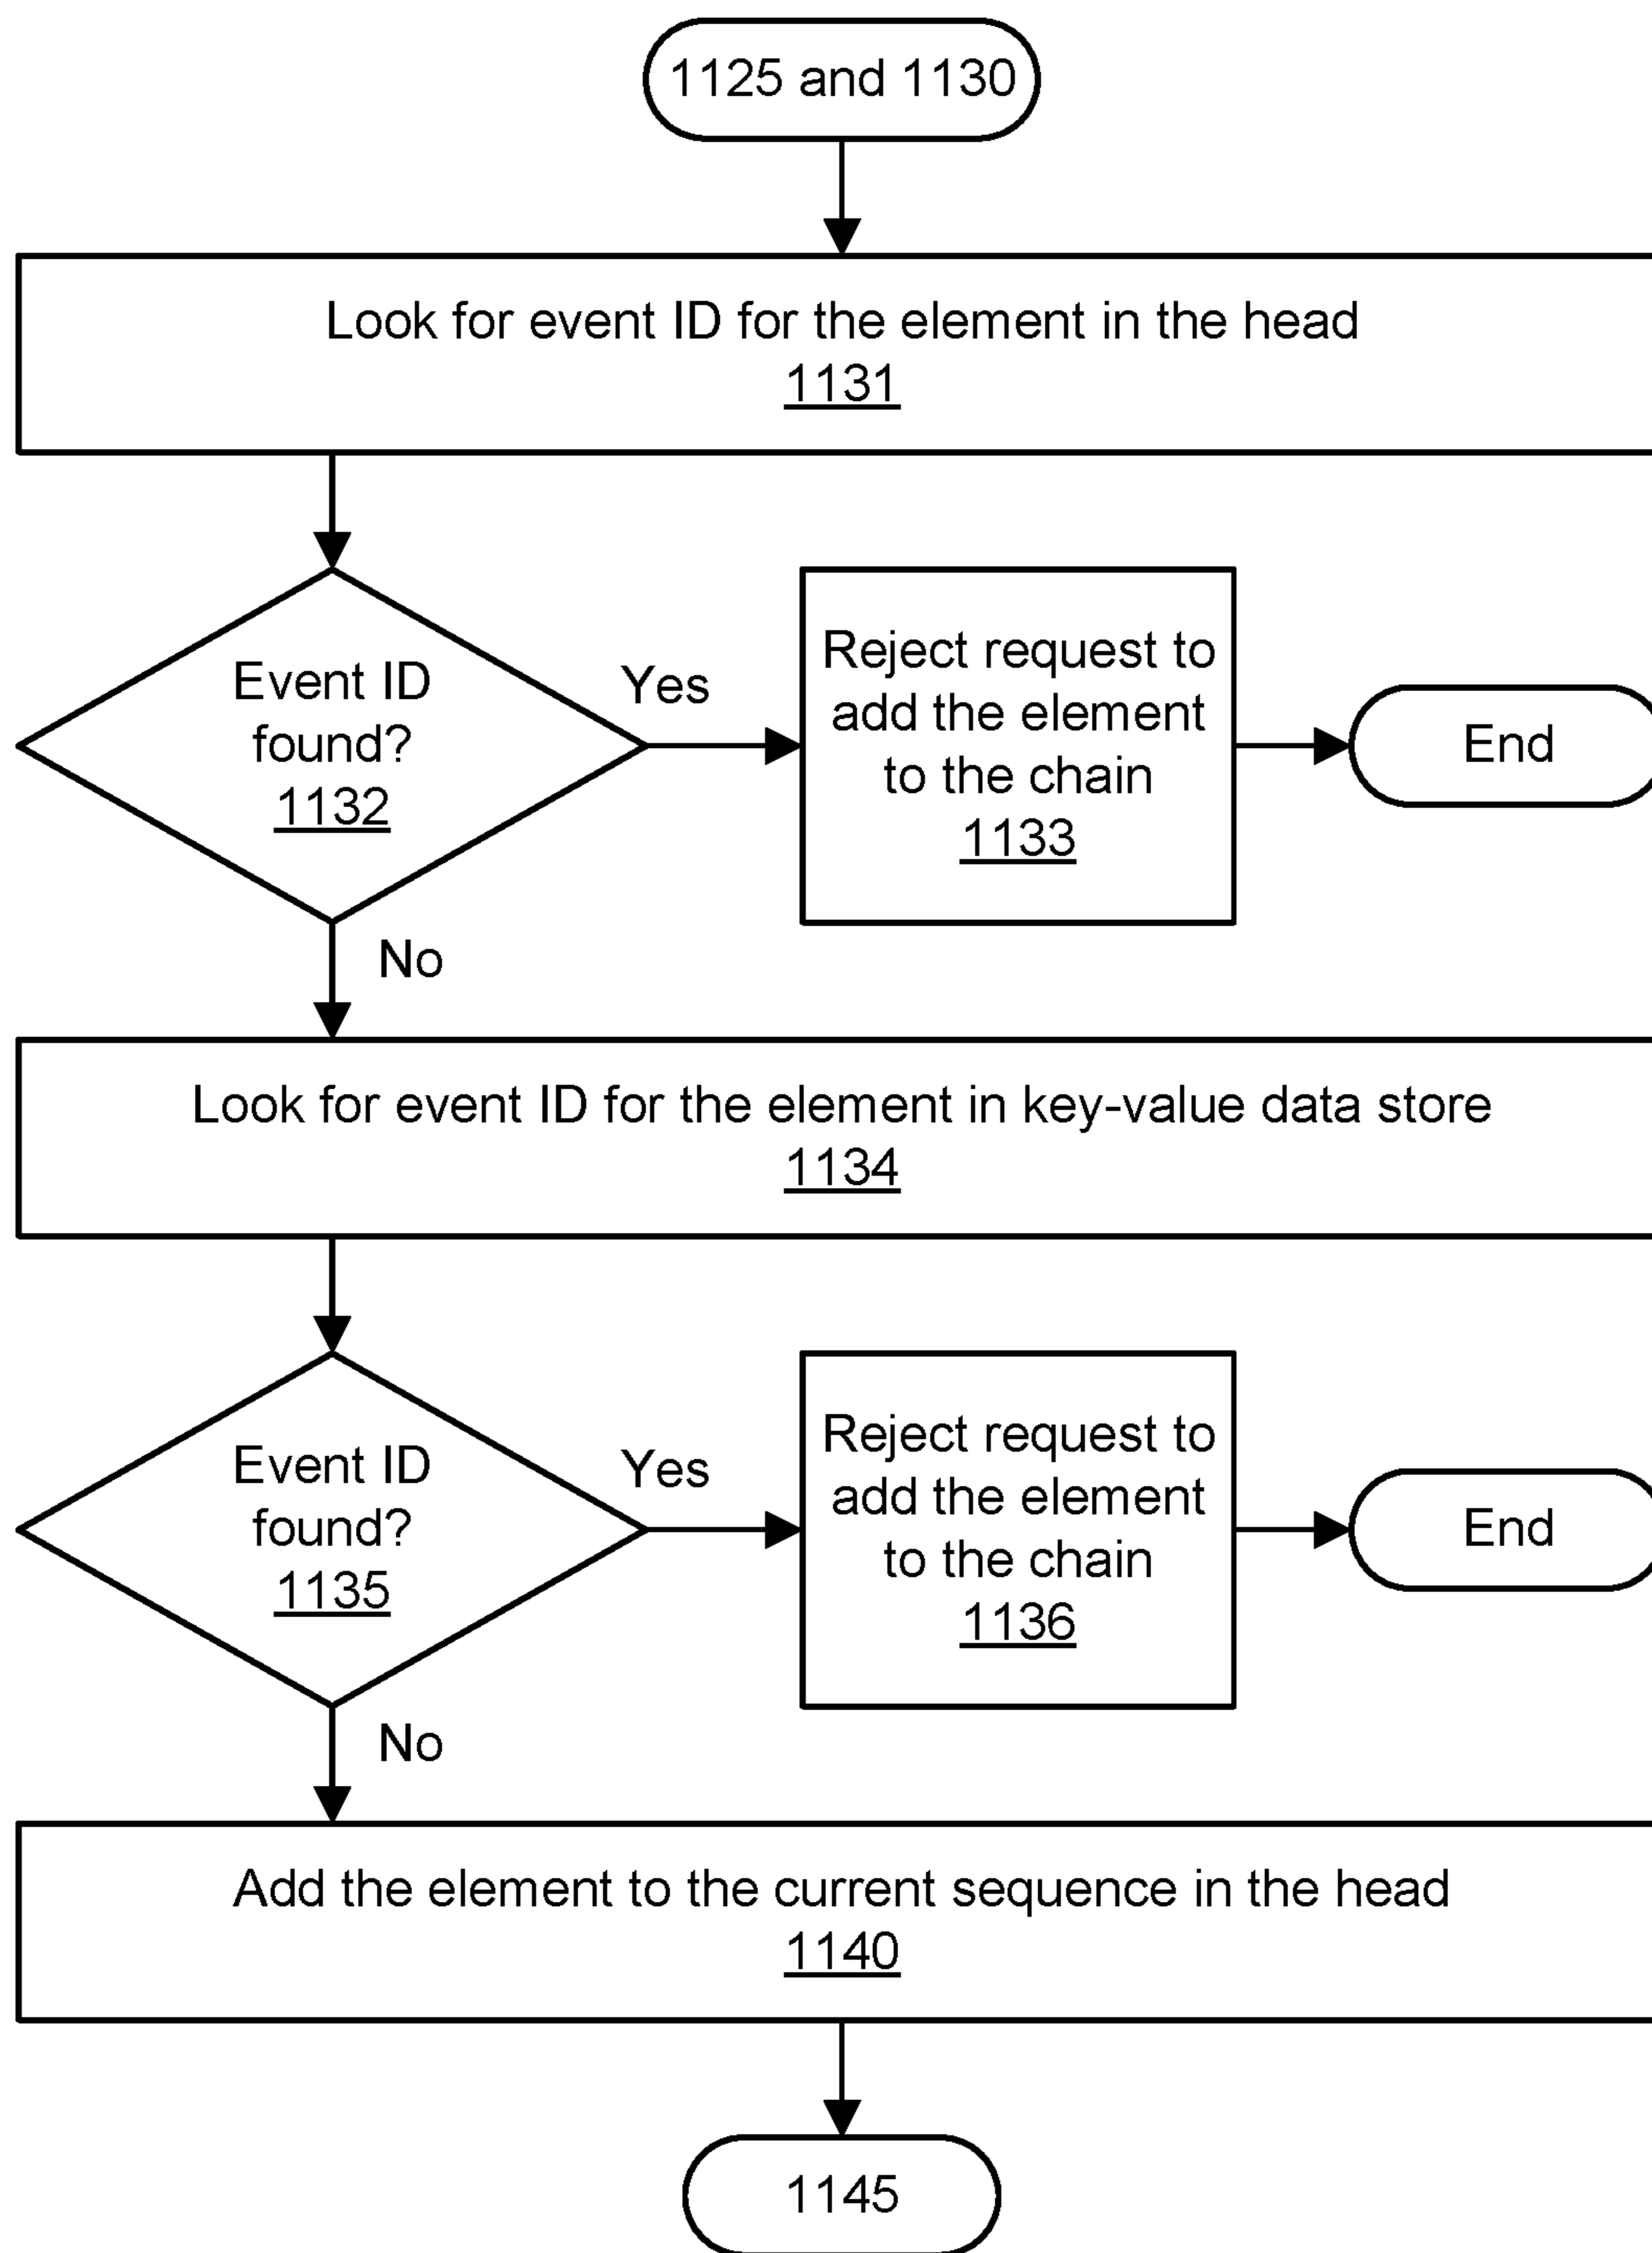 1125 and 1130
Look for event ID for the element in the head
1131
Event ID
found?
1132
Yes
Reject request to
add the element
to the chain
1133
End
No
Look for event ID for the element in key-value data store
1134
Event ID
found?
1135
Yes
Reject request to
add the element
to the chain
1136
End
No
Add the element to the current sequence in the head
1140
1145